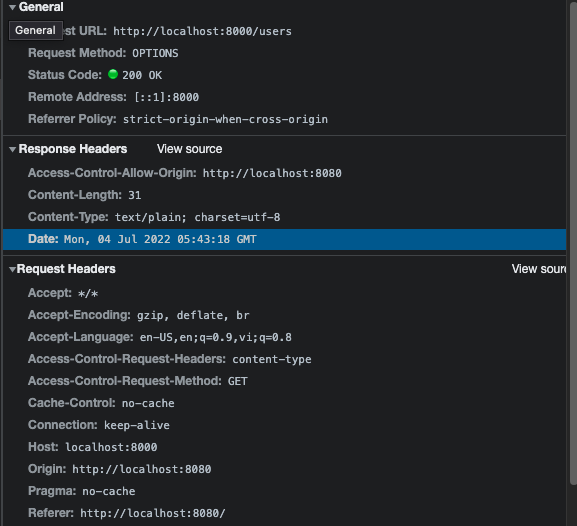 General
General
st URL: http://localhost:8000/users
Request Method: OPTIONS
Status Code: 200 OK
Remote Address: [::1]:8000
Referrer Policy: strict-origin-when-cross-origin
Response Headers View source
Access-Control-Allow-Origin: http://localhost:8080
Content-Length: 31
Content-Type: text/plain; charset=utf-8
Date: Mon, 04 Jul 2022 05:43:18 GMT
Request Headers View sour
Accept: */*
Accept-Encoding: gzip, deflate, br
Accept-Language: en-US,en;q=0.9,vi;q=0.8
Access-Control-Request-Headers: content-type
Access-Control-Request-Method: GET
Cache-Control: no-cache
Connection: keep-alive
Host: localhost:8000
Origin: http://localhost:8080
Pragma: no-cache
Referer: http://localhost:8080/